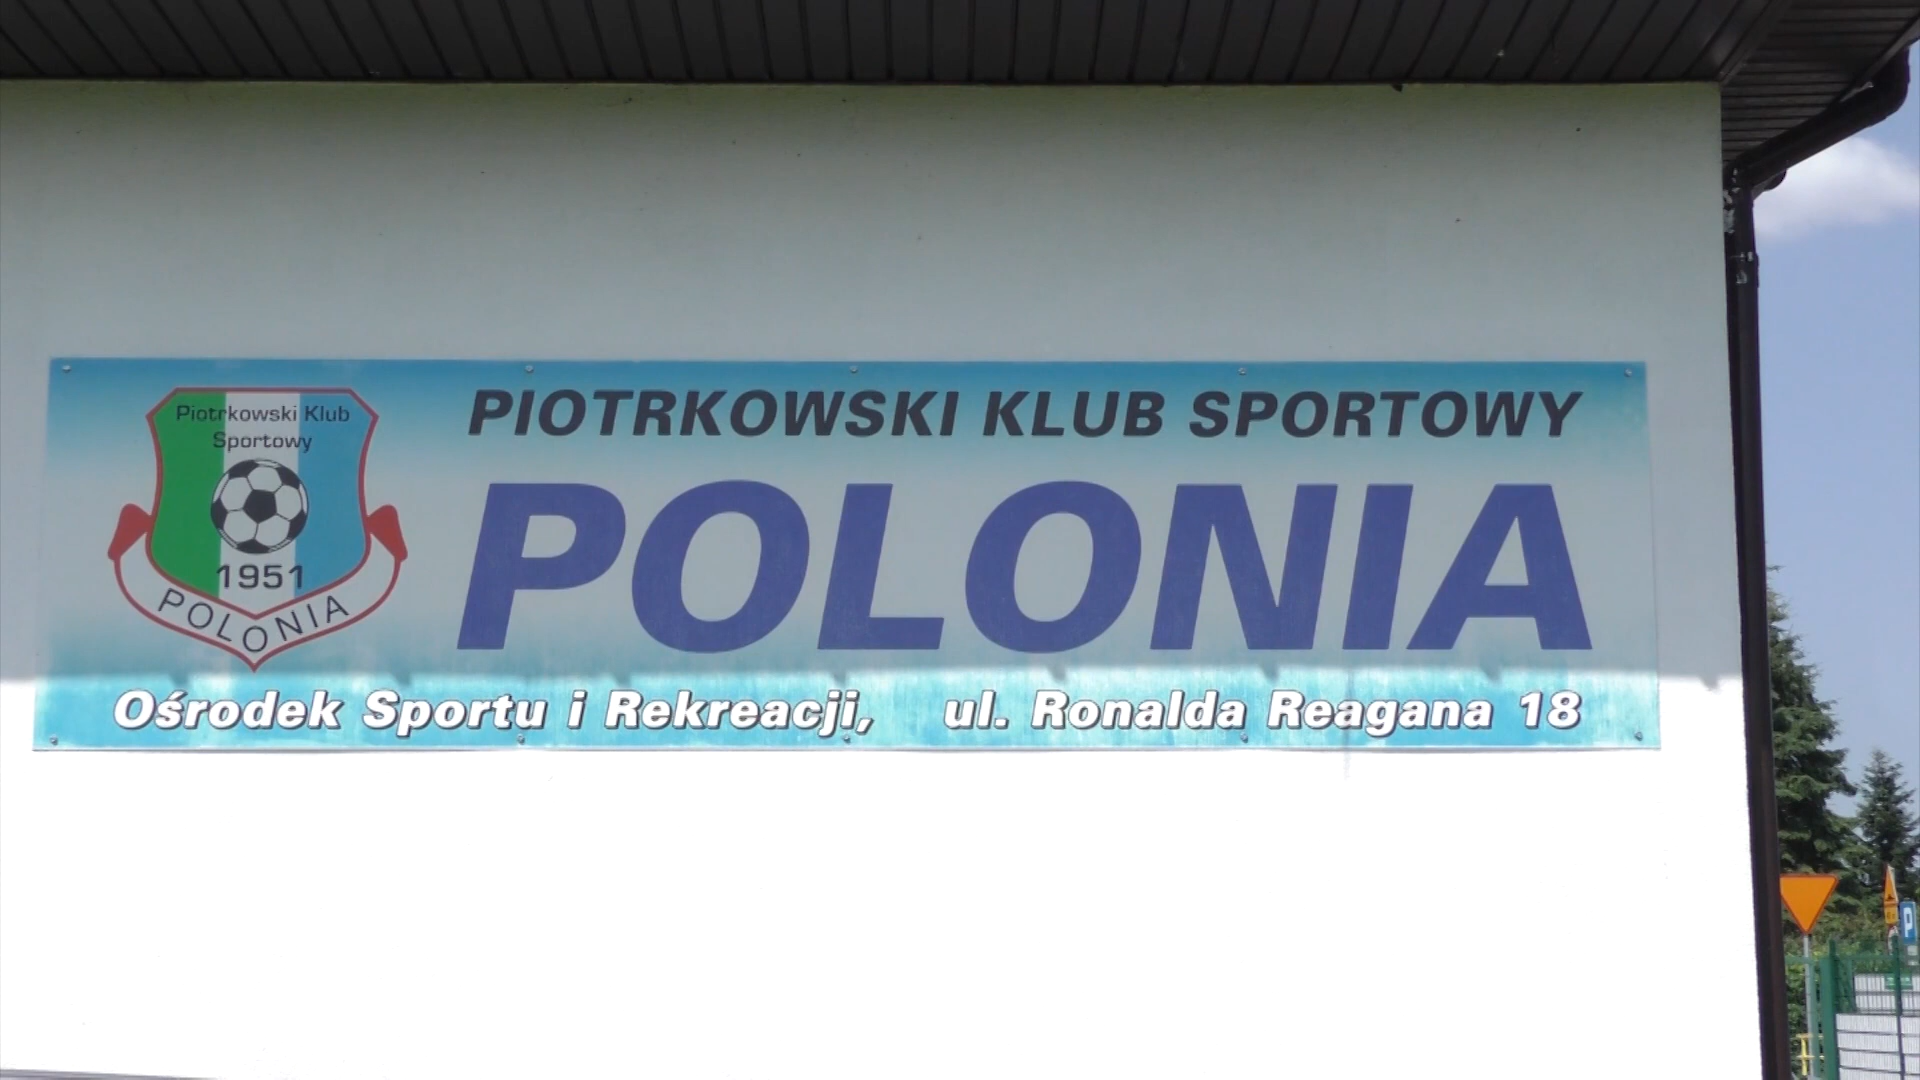 Piotrkowski Klub
Sportowy
1951
POLONIA
PIOTRKOWSKI KLUB SPORTOWY
POLONIA
Ośrodek Sportu i Rekreacji, ul. Ronalda Reagana 18
P